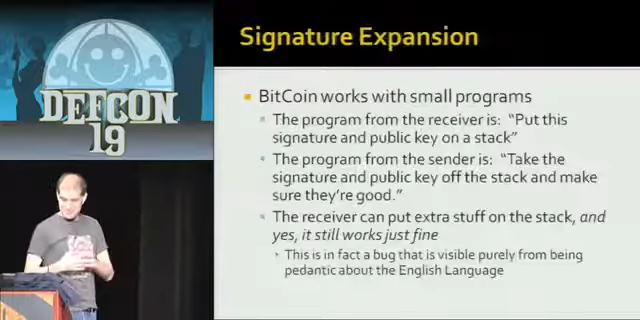 DEFCON
19
Signature Expansion
BitCoin works with small programs
The program from the receiver is: "Put this
signature and public key on a stack"
The program from the sender is: "Take the
signature and public key off the stack and make
sure they're good."
The receiver can put extra stuff on the stack, and
yes, it still works just fine
This is in fact a bug that is visible purely from being
pedantic about the English Language